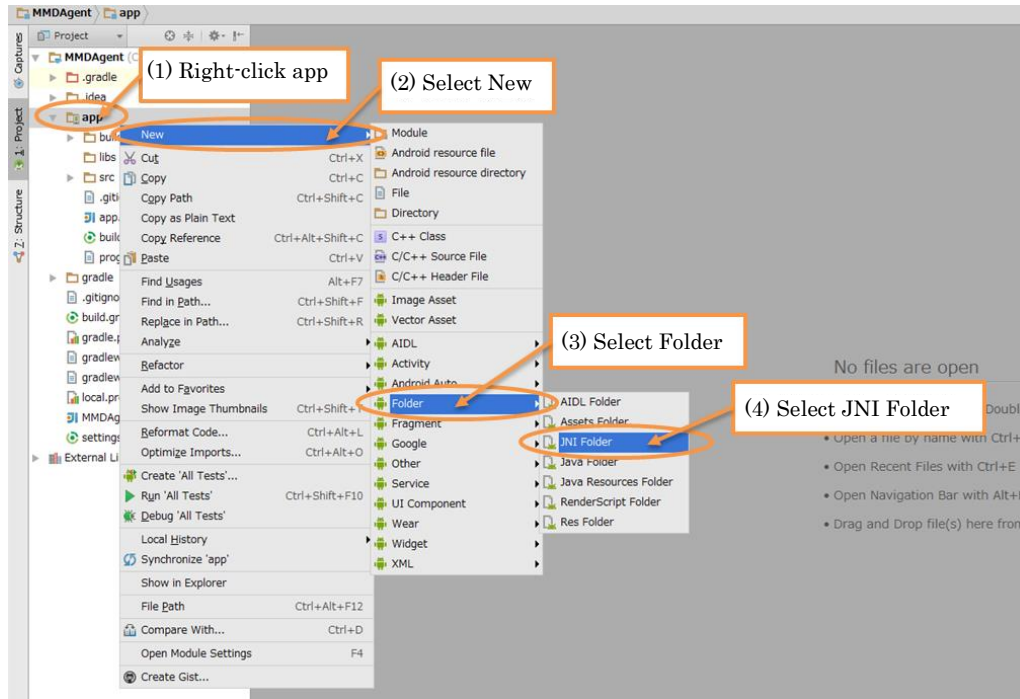 MMDAgent app
Project
Captures
1: Project
Z: Structure
MMDAgent (C
.gradle
.idea
app
libs
src
.giti
app.
build
prog
gradle
.gitigno
build.gr
gradle.p
gradlew
gradlew
local.pro
MMDAg
settings
External Li
(1) Right-click app
(2) Select New
(3) Select Folder
(4) Select JNI Folder
New
Cut Ctrl+X
Copy Ctrl+C
Copy Path Ctrl+Shift+C
Copy as Plain Text
Copy Reference Ctrl+Alt+Shift+C
Paste Ctrl+V
Find Usages Alt+F7
Find in Path... Ctrl+Shift+F
Replace in Path... Ctrl+Shift+R
Analyze
Refactor
Add to Favorites
Show Image Thumbnails Ctrl+Shift+T
Reformat Code... Ctrl+Alt+L
Optimize Imports... Ctrl+Alt+O
Create 'All Tests'...
Run 'All Tests' Ctrl+Shift+F10
Debug 'All Tests'
Local History
Synchronize 'app'
Show in Explorer
File Path Ctrl+Alt+F12
Compare With... Ctrl+D
Open Module Settings F4
Create Gist...
Module
Android resource file
Android resource directory
File
Directory
C++ Class
C/C++ Source File
C/C++ Header File
Image Asset
Vector Asset
AIDL
Activity
Android Auto
Folder
Fragment
Google
Other
Service
UI Component
Wear
Widget
XML
AIDL Folder
Assets Folder
JNI Folder
Java Folder
Java Resources Folder
RenderScript Folder
Res Folder
No files are open
Doubl
• Open a file by name with Ctrl+
• Open Recent Files with Ctrl+E
• Open Navigation Bar with Alt+
• Drag and Drop file(s) here from